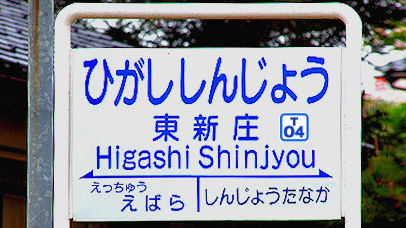 ひがししんじょう
東新庄 T04
Higashi Shinjyou
えっちゅう
えばら しんじょうたなか